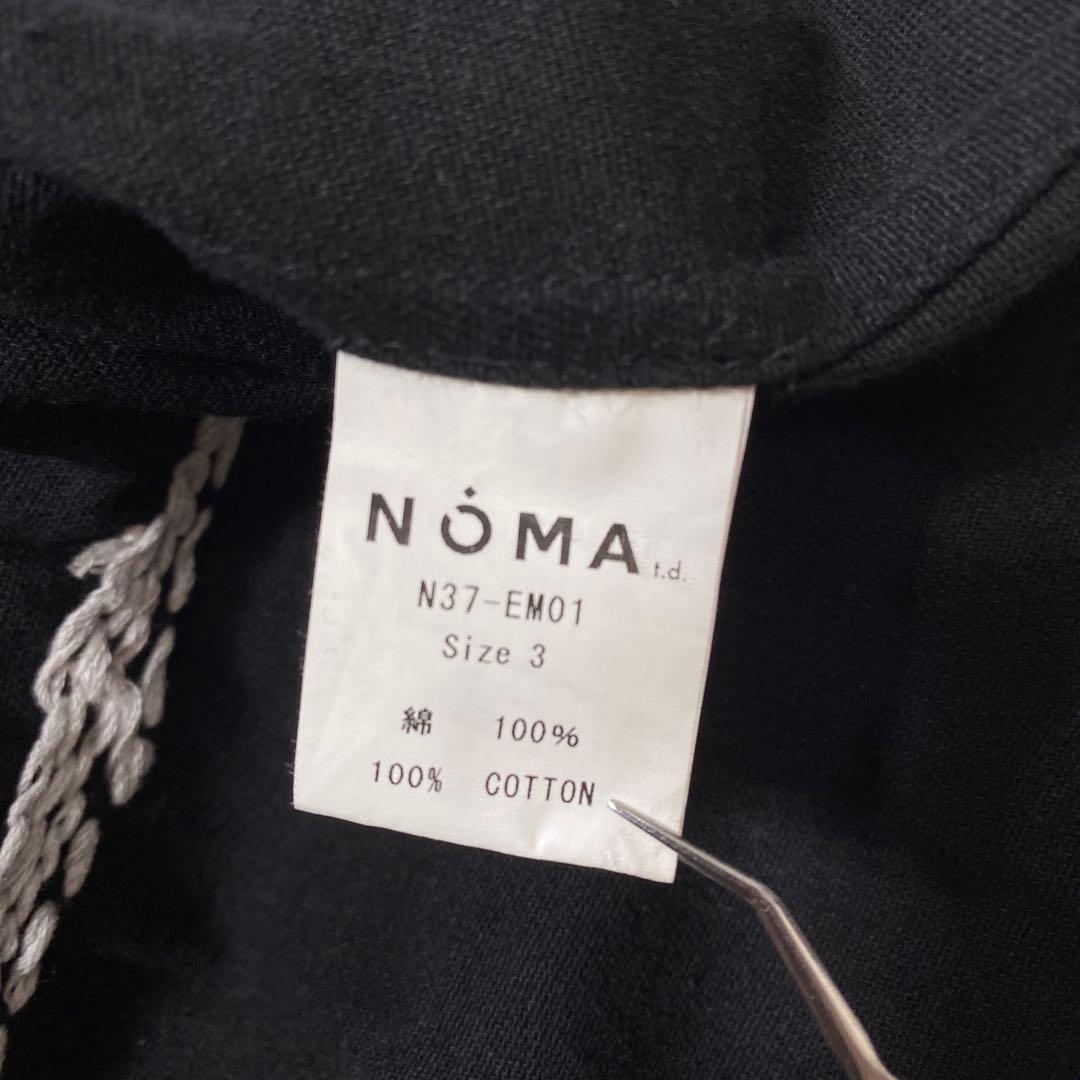 NOMA t.d.
N37-EM01
Size 3
綿 100%
100% COTTON